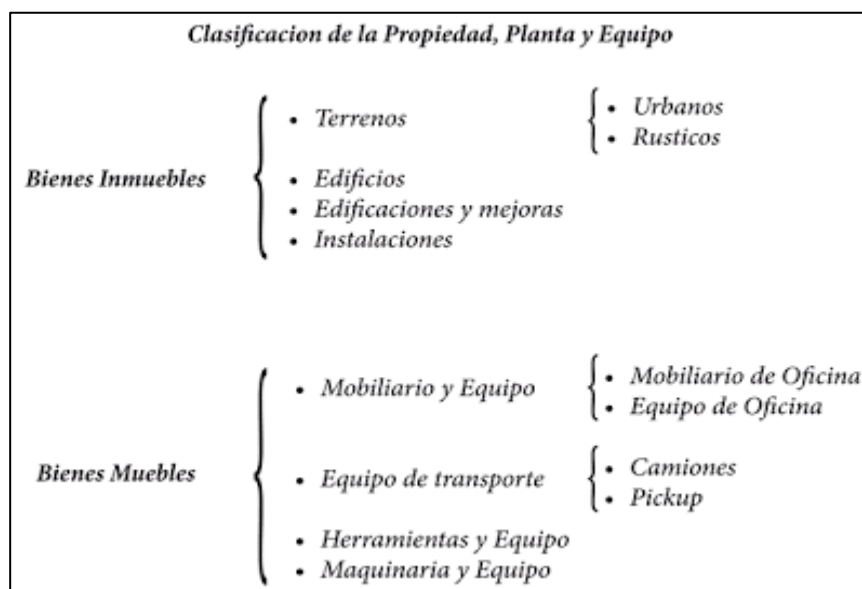 Clasificacion de la Propiedad, Planta y Equipo
• Terrenos
• Urbanos
• Rusticos
Bienes Inmuebles
• Edificios
• Edificaciones y mejoras
• Instalaciones
• Mobiliario y Equipo
• Mobiliario de Oficina
• Equipo de Oficina
Bienes Muebles
• Equipo de transporte
• Camiones
• Pickup
• Herramientas y Equipo
• Maquinaria y Equipo